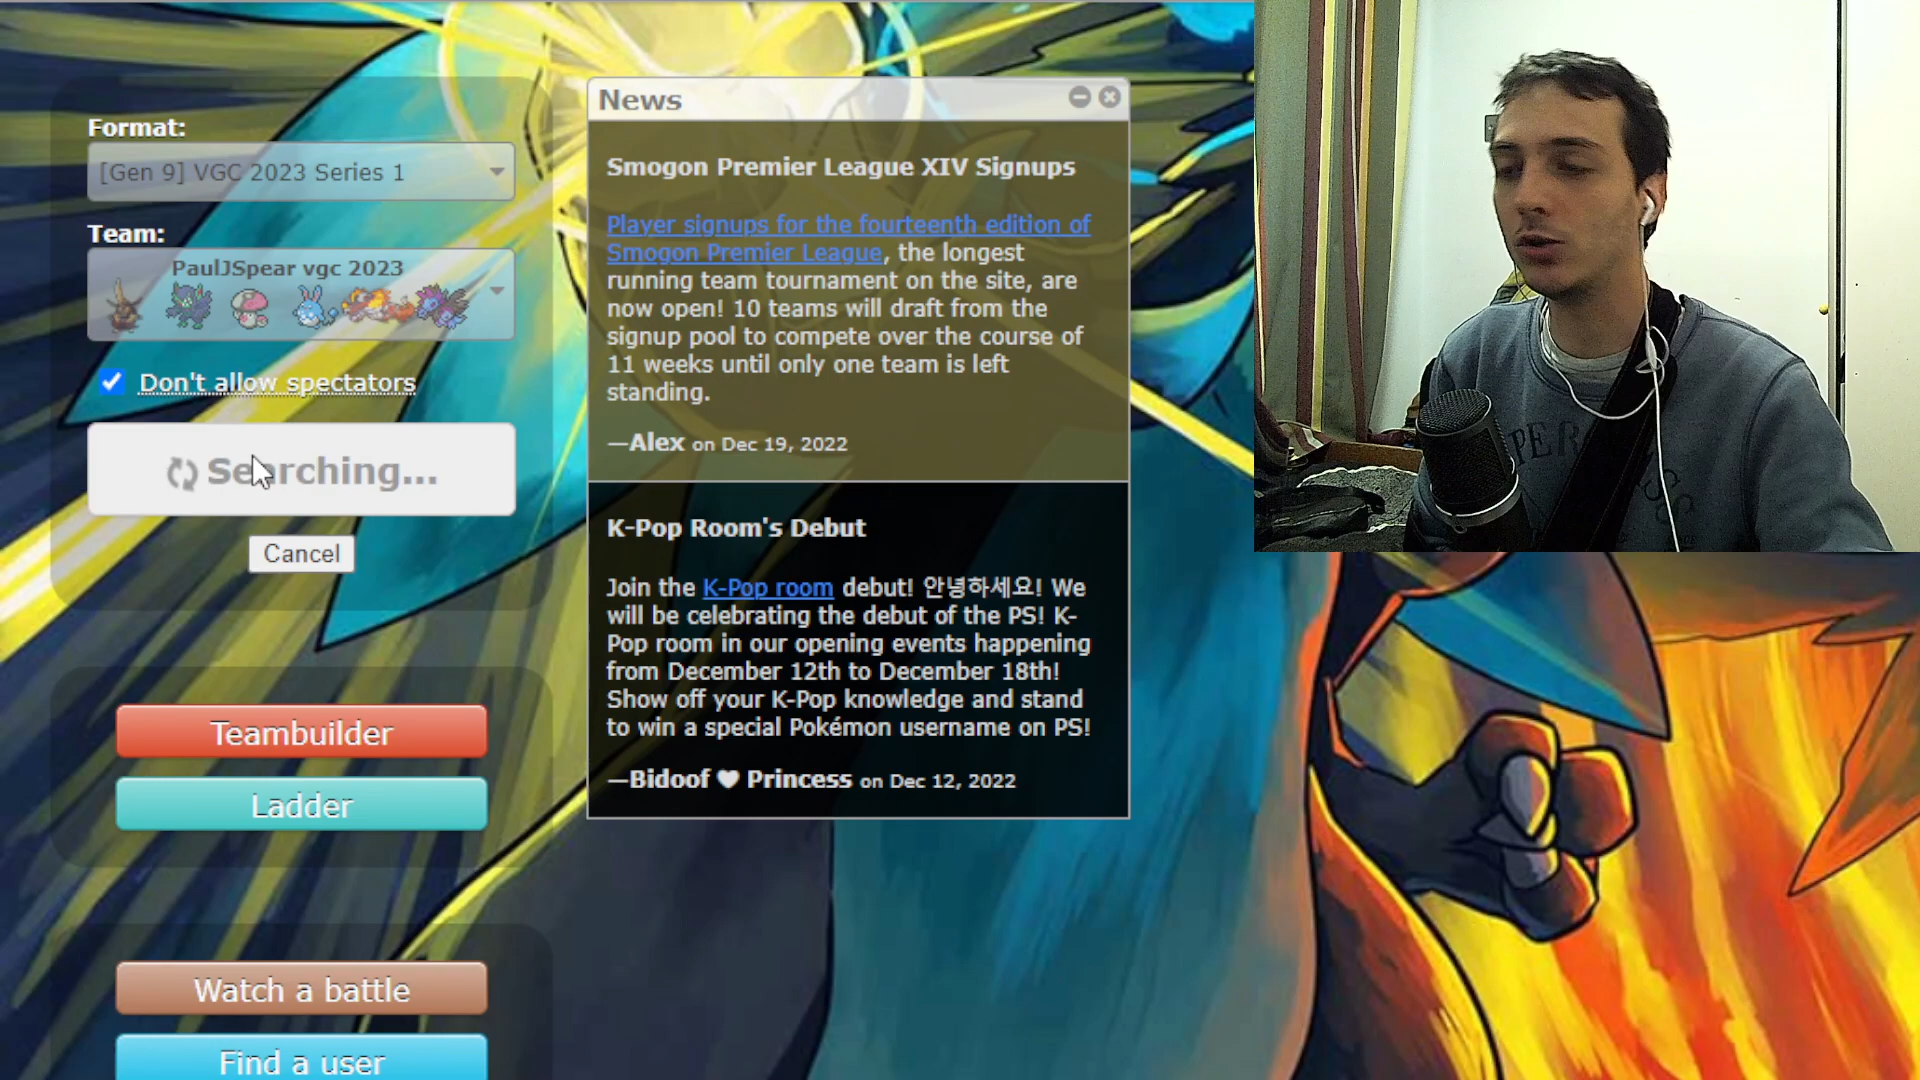 Format:
[Gen 9] VGC 2023 Series 1
Team:
PaulJSpear vgc 2023
Don't allow spectators
Searching...
Cancel
Teambuilder
Ladder
Watch a battle
Find a user
News
Smogon Premier League XIV Signups
Player signups for the fourteenth edition of
Smogon Premier League, the longest
running team tournament on the site, are
now open! 10 teams will draft from the
signup pool to compete over the course of
11 weeks until only one team is left
standing.
—Alex on Dec 19, 2022
K-Pop Room's Debut
Join the K-Pop room debut! 안녕하세요! We
will be celebrating the debut of the PS! K-
Pop room in our opening events happening
from December 12th to December 18th!
Show off your K-Pop knowledge and stand
to win a special Pokémon username on PS!
—Bidoof ♥ Princess on Dec 12, 2022